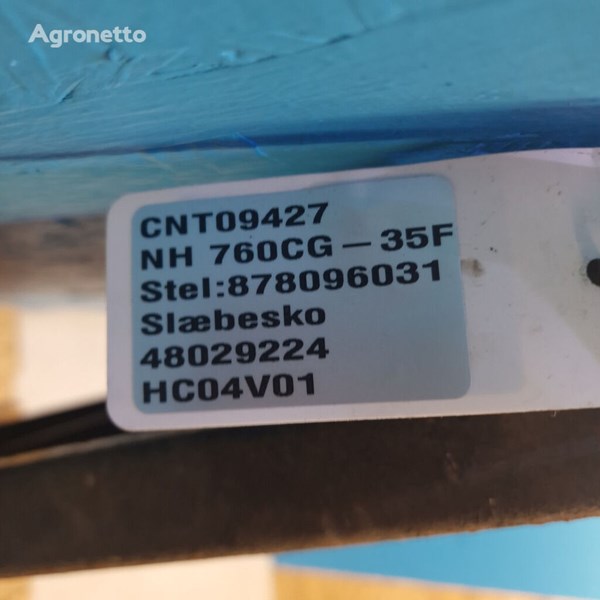 Agronetto
CNT09427
NH 760CG – 35F
Stel:878096031
Slæbesko
48029224
HC04V01